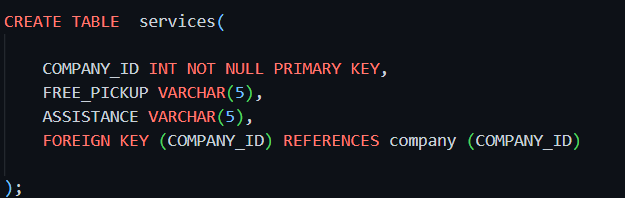 CREATE TABLE  services(
COMPANY_ID INT NOT NULL PRIMARY KEY,
FREE_PICKUP VARCHAR(5),
ASSISTANCE VARCHAR(5),
FOREIGN KEY (COMPANY_ID) REFERENCES company (COMPANY_ID)
);